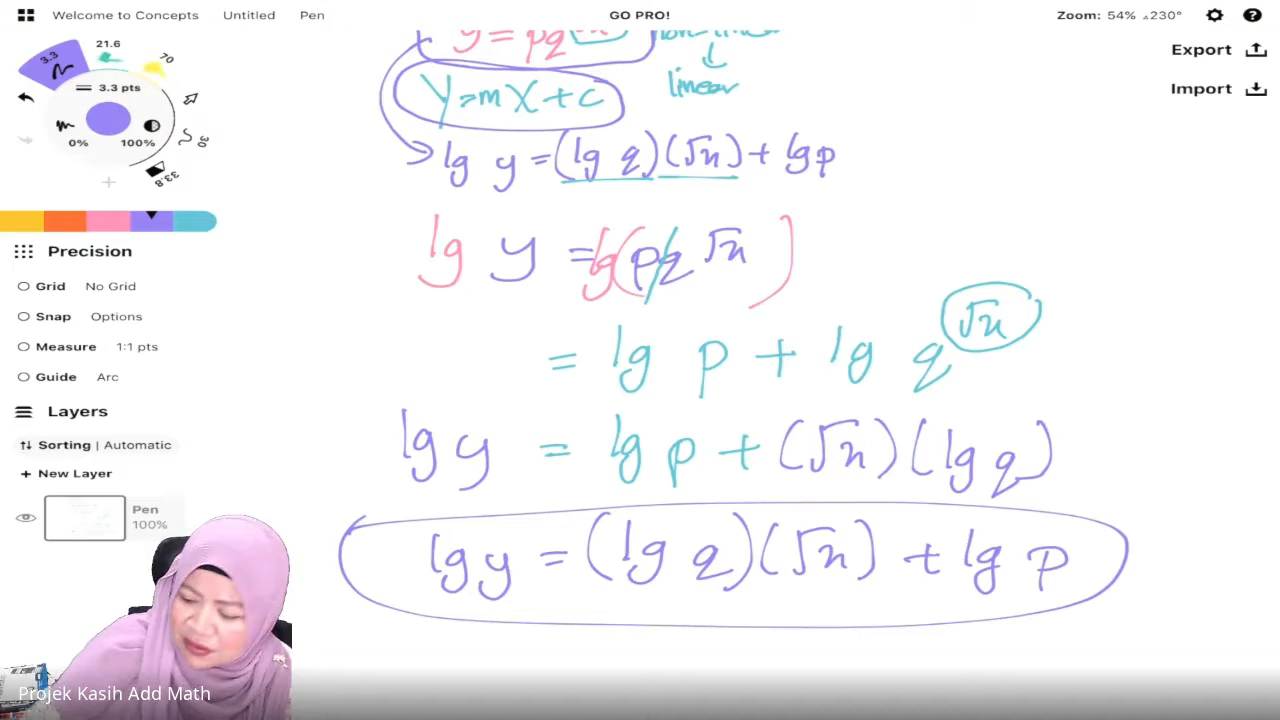 Welcome to Concepts Untitled Pen GO PRO! Zoom: 54% ⦟230°
Export
Import
3.3
21.6
70
3.3 pts
0% 100%
30
33.8
Precision
Grid No Grid
Snap Options
Measure 1:1 pts
Guide Arc
Layers
Sorting | Automatic
+ New Layer
Pen
100%
Projek Kasih Add Math
y = pq
linear
Y = mX + c
lg y = (lg q)(√x) + lg p
lg y = lg(pq √x)
= lg p + lg q^√x
lg y = lg p + (√x)(lg q)
lg y = (lg q)(√x) + lg p